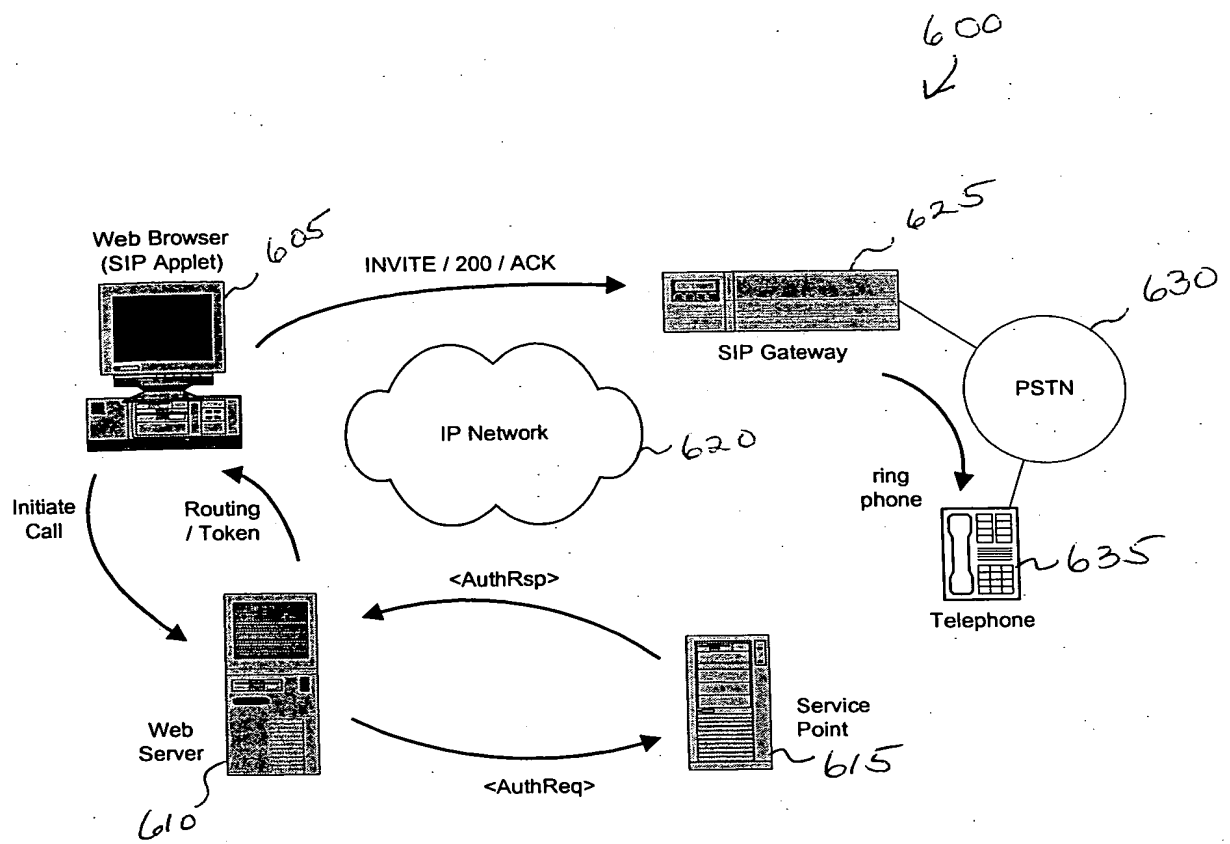 600
Web Browser
(SIP Applet)
605
INVITE / 200 / ACK
625
SIP Gateway
630
PSTN
IP Network
620
Initiate
Call
Routing
/ Token
ring
phone
635
Telephone
<AuthRsp>
Web
Server
610
Service
Point
615
<AuthReq>